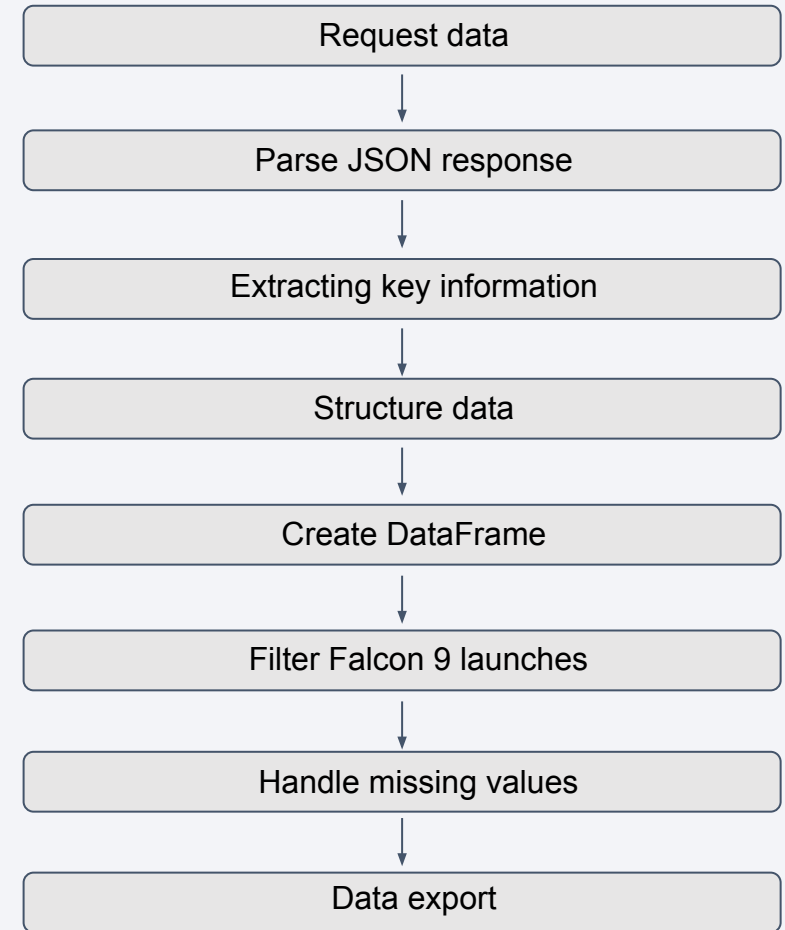 Request data
Parse JSON response
Extracting key information
Structure data
Create DataFrame
Filter Falcon 9 launches
Handle missing values
Data export